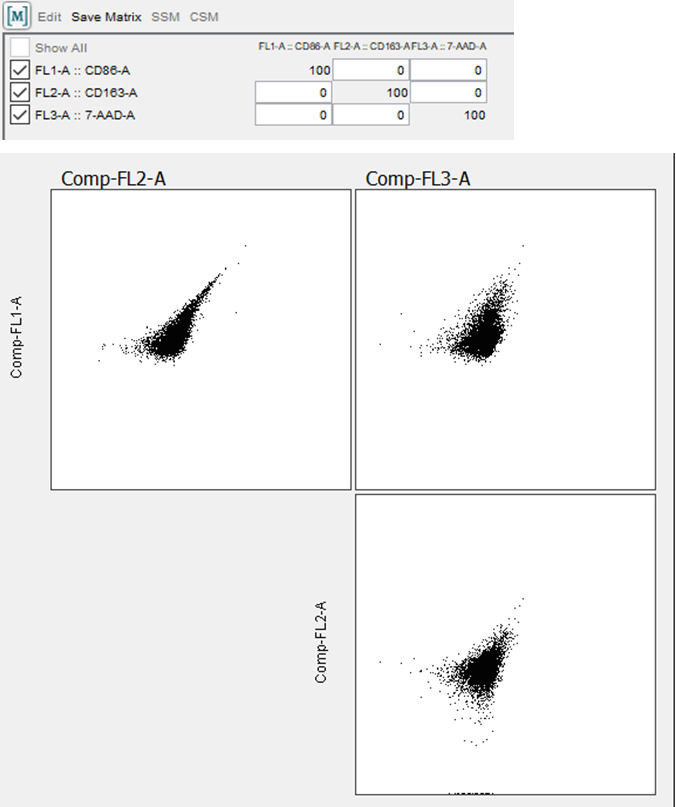 [M] Edit Save Matrix SSM CSM
Show All FL1-A :: CD86-A FL2-A :: CD163-A FL3-A :: 7-AAD-A
FL1-A :: CD86-A 100 0 0
FL2-A :: CD163-A 0 100 0
FL3-A :: 7-AAD-A 0 0 100
Comp-FL2-A Comp-FL3-A
Comp-FL1-A
Comp-FL2-A